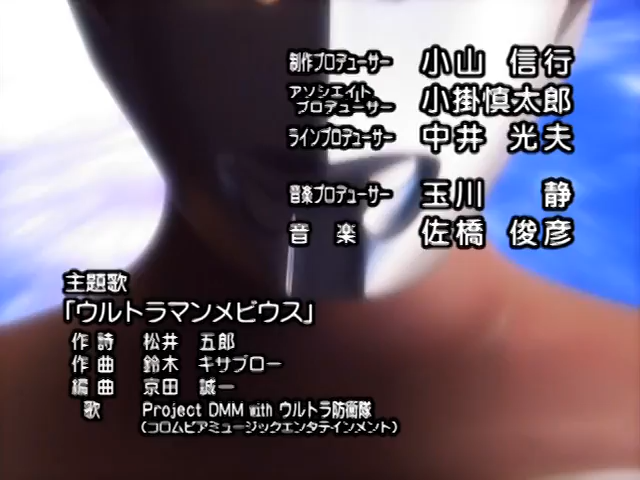 制作プロデューサー 小山 信行
アソシエイト
プロデューサー 小掛慎太郎
ラインプロデューサー 中井 光夫
音楽プロデューサー 玉川 静
音楽 佐橋 俊彦
主題歌
「ウルトラマンメビウス」
作詩 松井 五郎
作曲 鈴木 キサブロー
編曲 京田 誠一
歌 Project DMM with ウルトラ防衛隊
(コロムビアミュージックエンタテインメント)